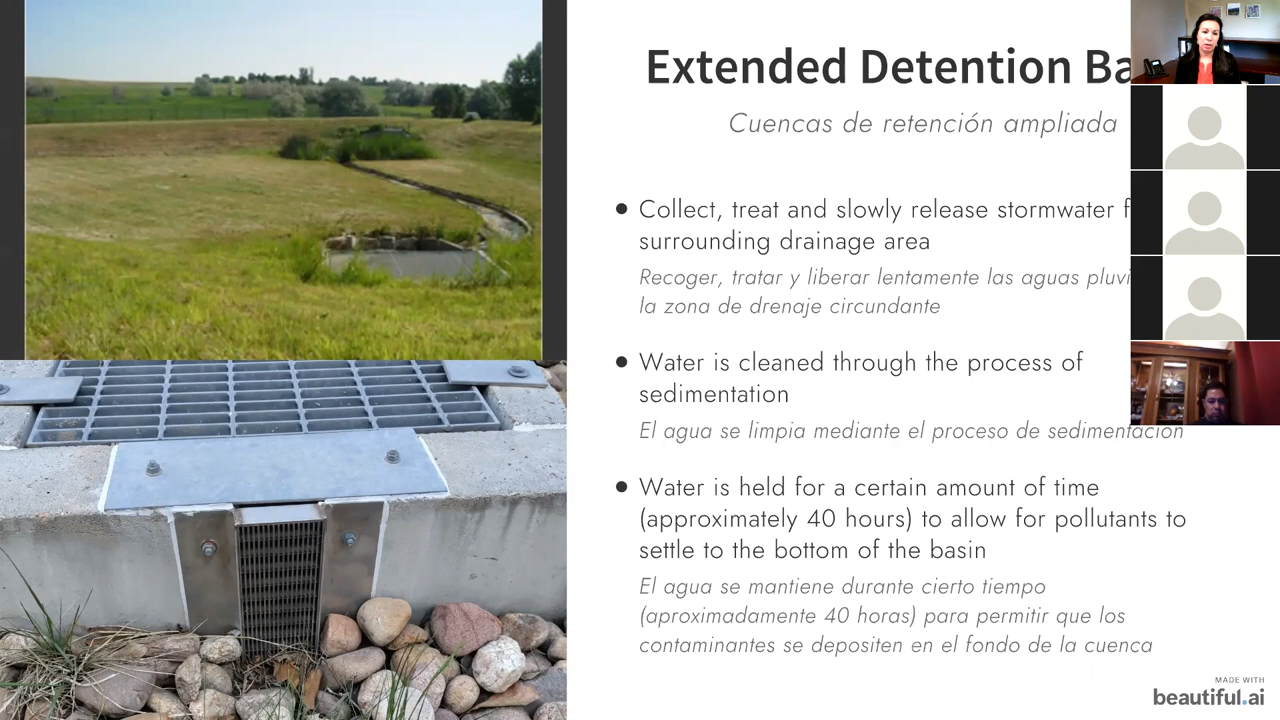 Extended Detention Ba
Cuencas de retención ampliada
Collect, treat and slowly release stormwater f
surrounding drainage area
Recoger, tratar y liberar lentamente las aguas pluvi
la zona de drenaje circundante
Water is cleaned through the process of
sedimentation
El agua se limpia mediante el proceso de sedimentación
Water is held for a certain amount of time
(approximately 40 hours) to allow for pollutants to
settle to the bottom of the basin
El agua se mantiene durante cierto tiempo
(aproximadamente 40 horas) para permitir que los
contaminantes se depositen en el fondo de la cuenca
MADE WITH
beautiful.ai